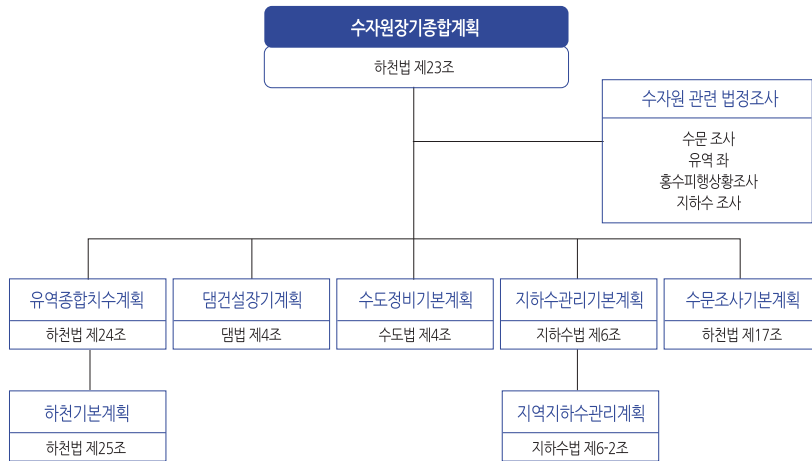 수자원장기종합계획
하천법 제23조
수자원 관련 법정조사
수문 조사
유역 좌
홍수피행상황조사
지하수 조사
유역종합치수계획
하천법 제24조
댐건설장기계획
댐법 제4조
수도정비기본계획
수도법 제4조
지하수관리기본계획
지하수법 제6조
수문조사기본계획
하천법 제17조
하천기본계획
하천법 제25조
지역지하수관리계획
지하수법 제6-2조